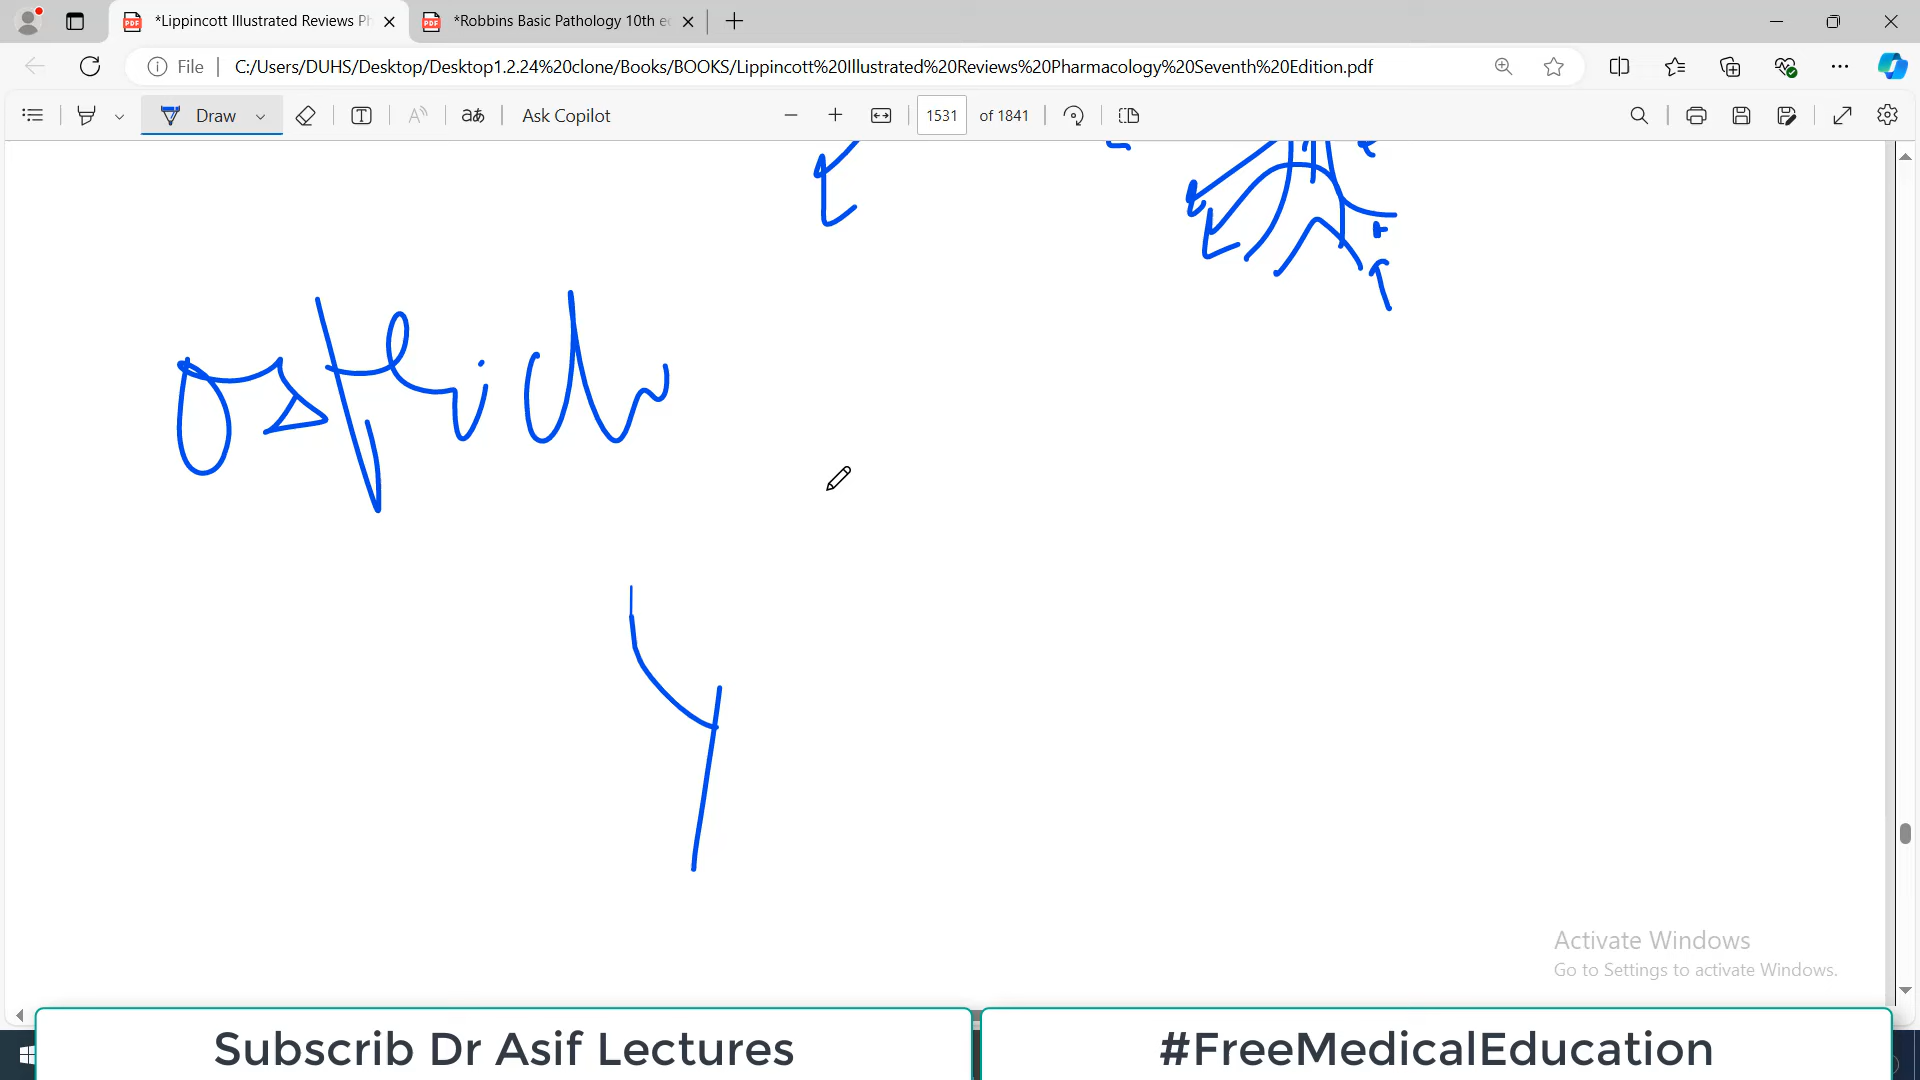 *Lippincott Illustrated Reviews Ph
*Robbins Basic Pathology 10th e
File
C:/Users/DUHS/Desktop/Desktop1.2.24%20clone/Books/BOOKS/Lippincott%20Illustrated%20Reviews%20Pharmacology%20Seventh%20Edition.pdf
Draw
Ask Copilot
1531 of 1841
Activate Windows
Go to Settings to activate Windows.
Subscrib Dr Asif Lectures
#FreeMedicalEducation